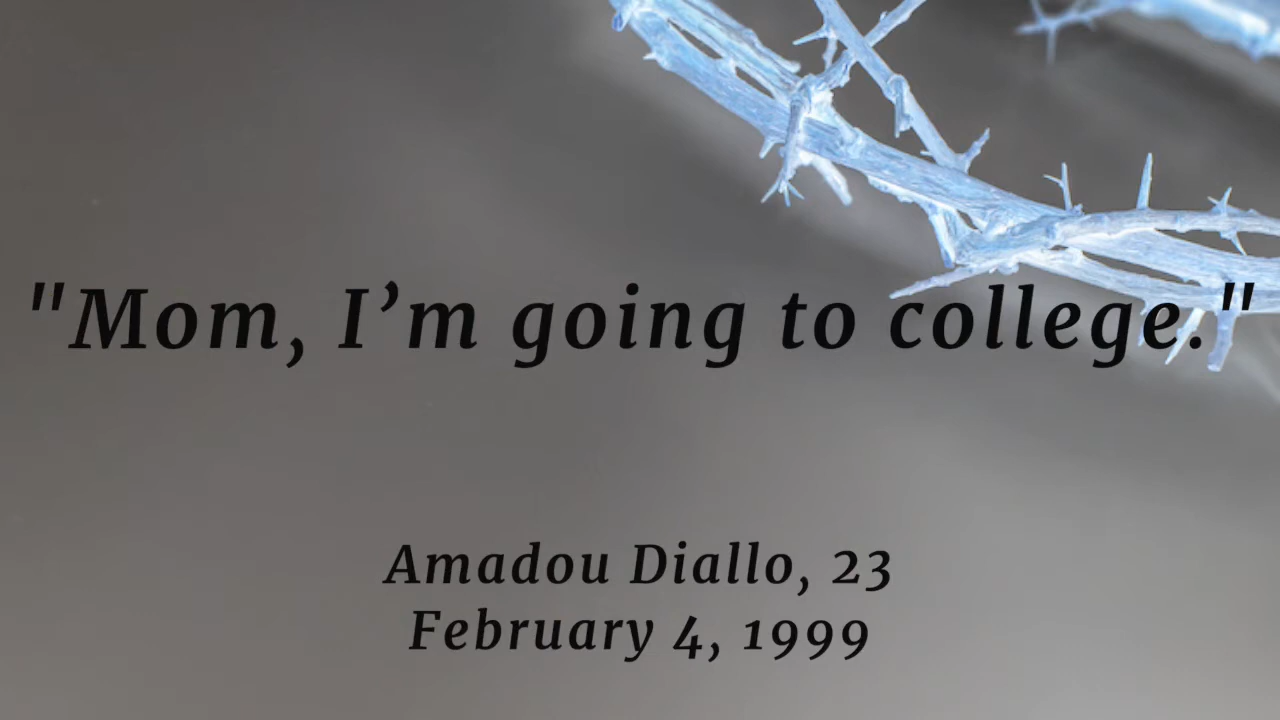 "Mom, I’m going to college."
Amadou Diallo, 23
February 4, 1999